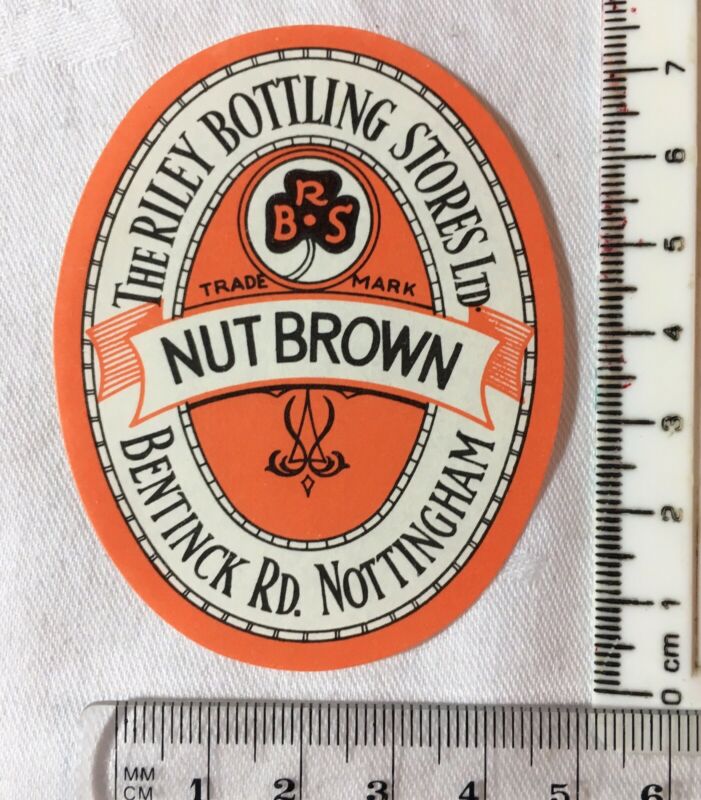 THE RILEY BOTTLING STORES LTD.
R
B • S
TRADE MARK
NUT BROWN
BENTINCK RD. NOTTINGHAM
7
6
5
4
3
2
1
0 cm
MM
CM 1 2 3 4 5 6